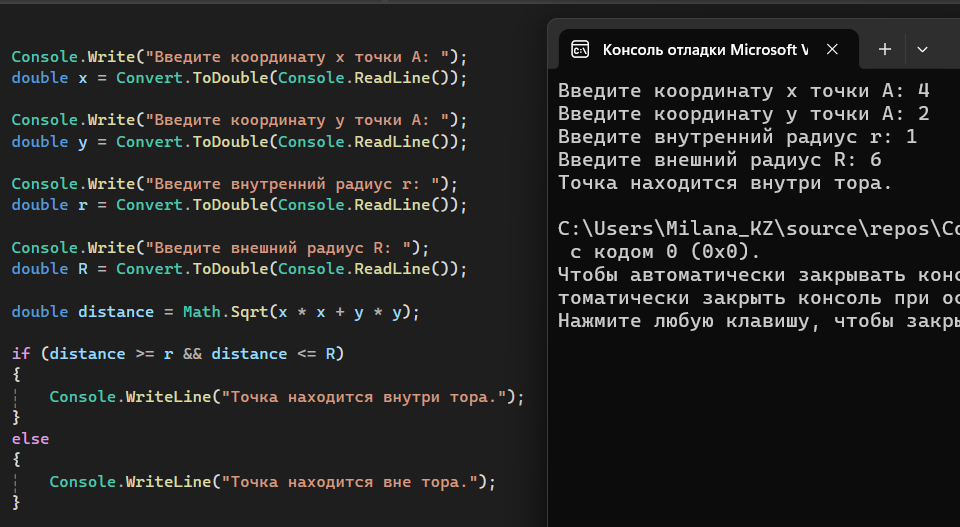 Console.Write("Введите координату x точки A: ");
double x = Convert.ToDouble(Console.ReadLine());
Console.Write("Введите координату y точки A: ");
double y = Convert.ToDouble(Console.ReadLine());
Console.Write("Введите внутренний радиус r: ");
double r = Convert.ToDouble(Console.ReadLine());
Console.Write("Введите внешний радиус R: ");
double R = Convert.ToDouble(Console.ReadLine());
double distance = Math.Sqrt(x * x + y * y);
if (distance >= r && distance <= R)
{
Console.WriteLine("Точка находится внутри тора.");
}
else
{
Console.WriteLine("Точка находится вне тора.");
}
Консоль отладки Microsoft V
Введите координату x точки A: 4
Введите координату y точки A: 2
Введите внутренний радиус r: 1
Введите внешний радиус R: 6
Точка находится внутри тора.
C:\Users\Milana_KZ\source\repos\Co
с кодом 0 (0x0).
Чтобы автоматически закрывать конс
томатически закрыть консоль при ос
Нажмите любую клавишу, чтобы закры